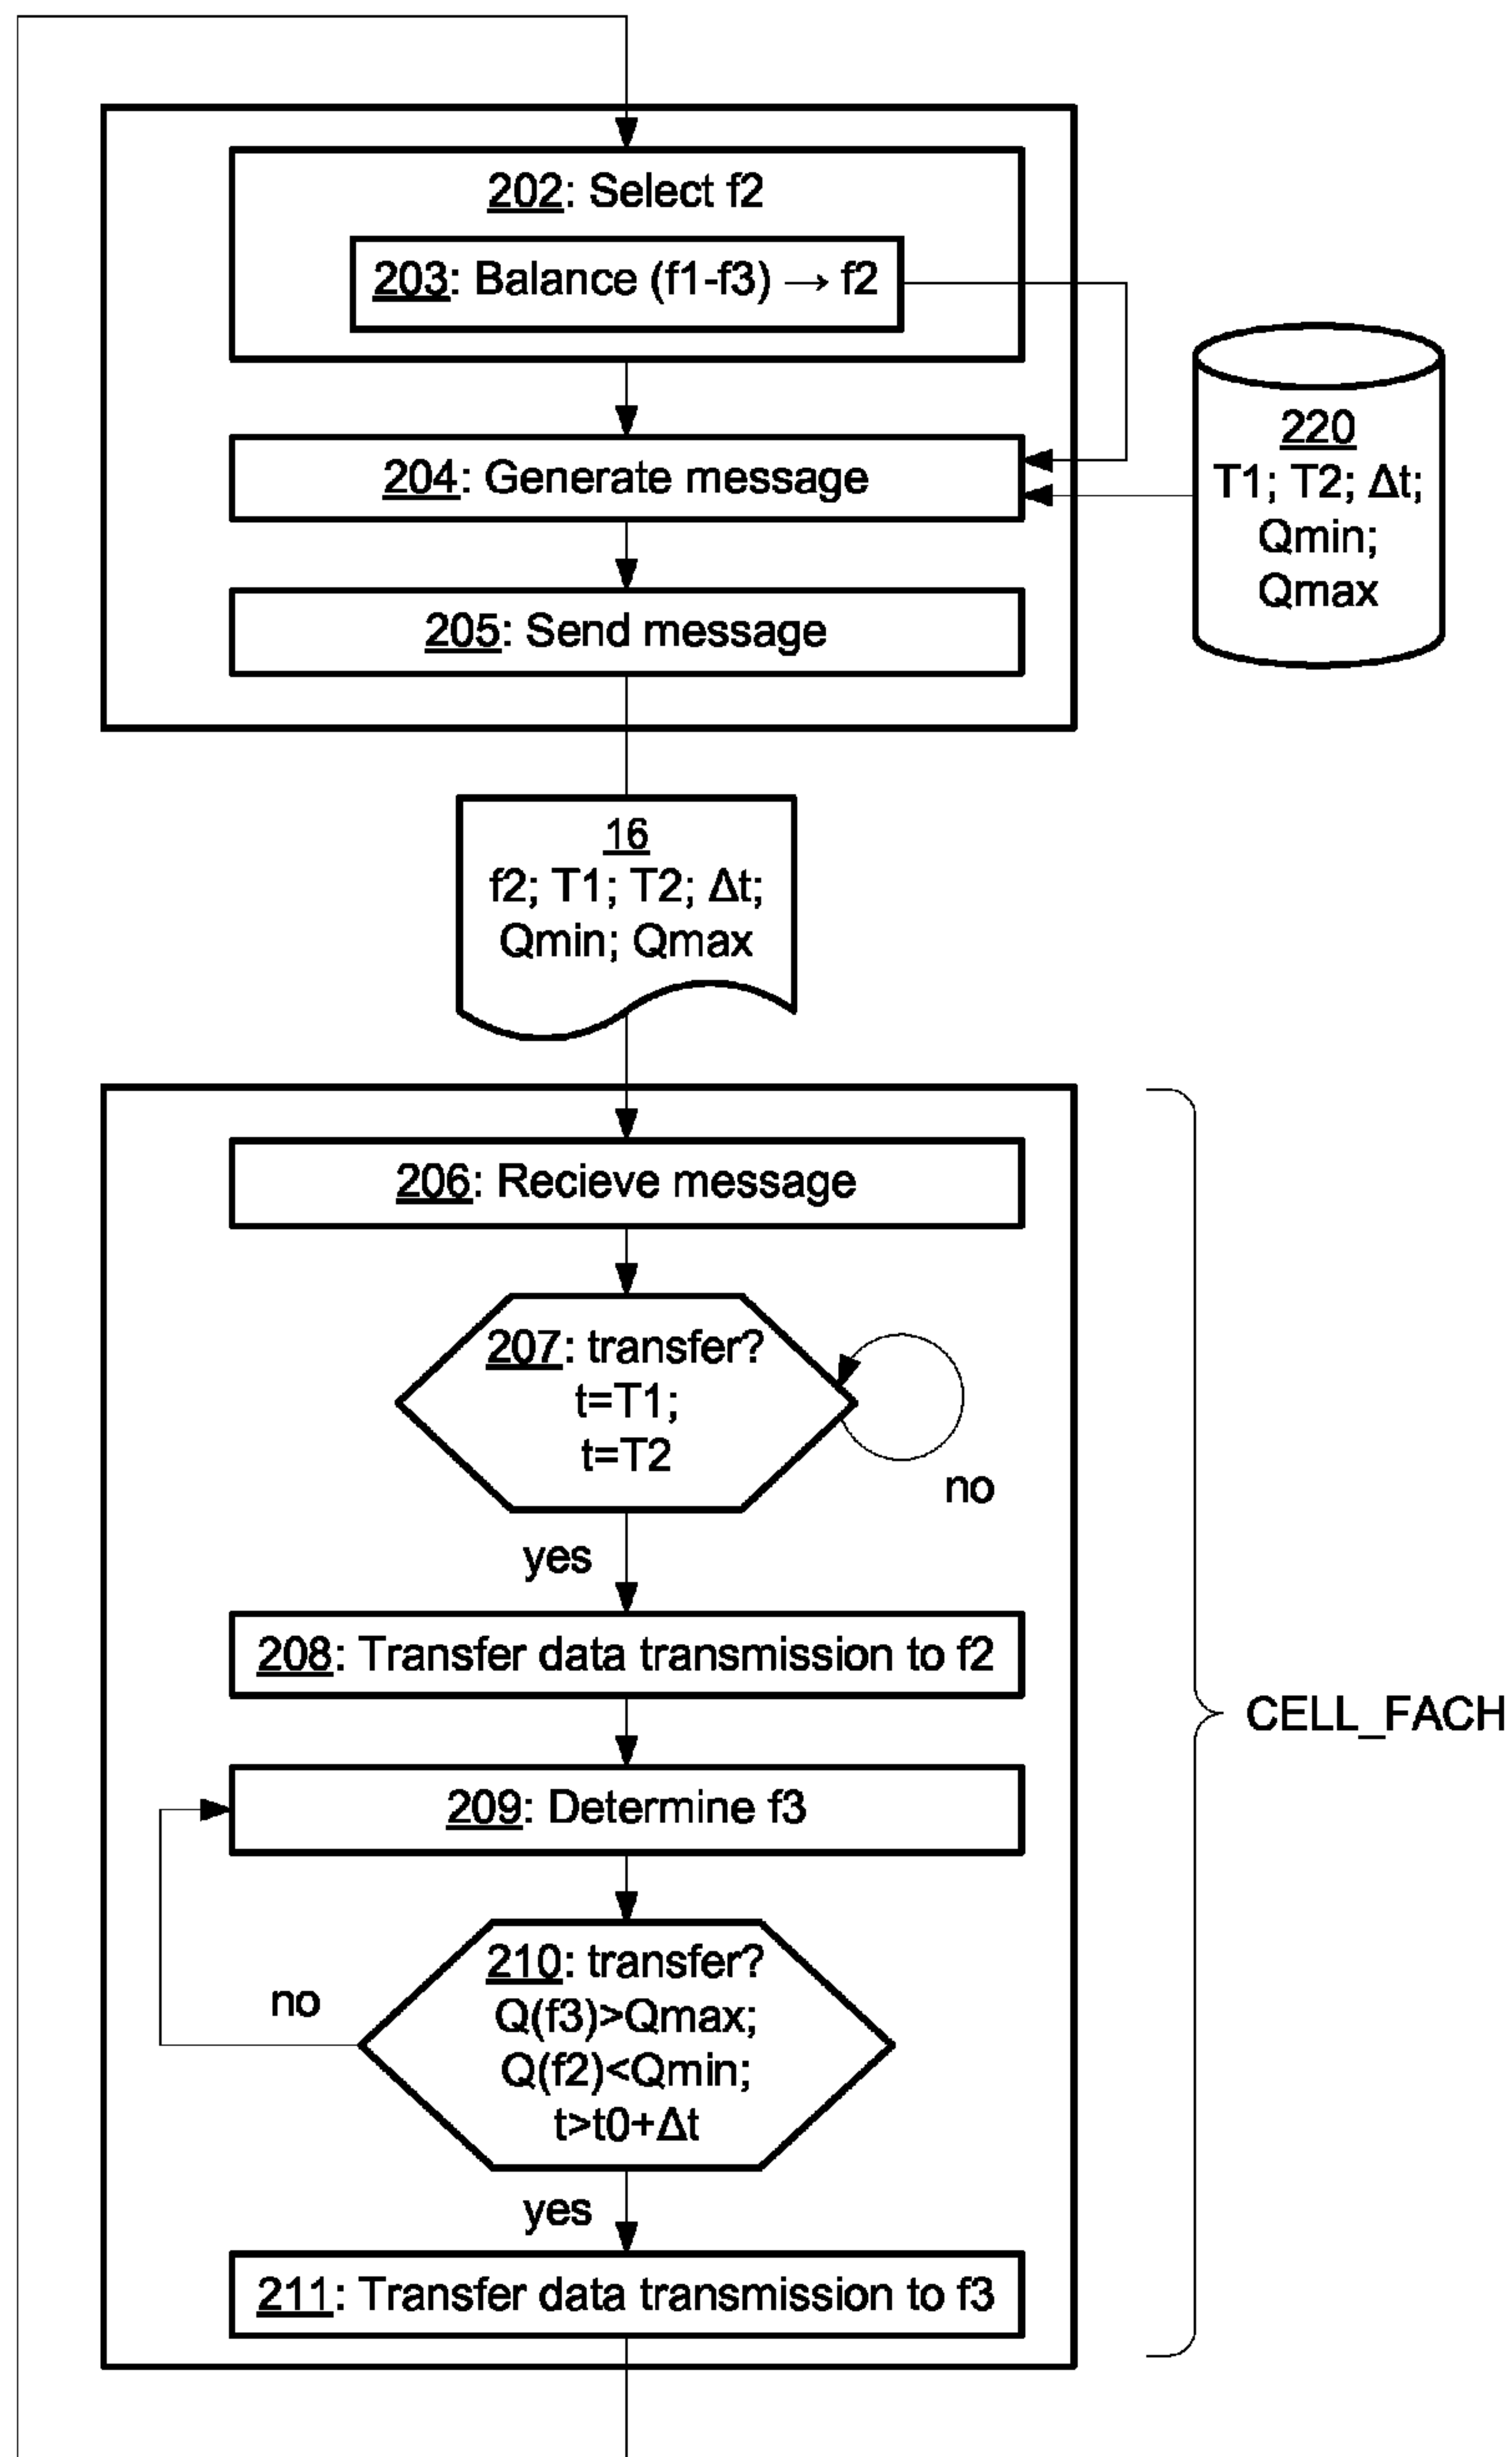 202: Select f2
203: Balance (f1-f3) → f2
204: Generate message
205: Send message
220
T1; T2; Δt;
Qmin;
Qmax
16
f2; T1; T2; Δt;
Qmin; Qmax
206: Recieve message
207: transfer?
t=T1;
t=T2
no
yes
208: Transfer data transmission to f2
CELL_FACH
209: Determine f3
210: transfer?
Q(f3)>Qmax;
Q(f2)<Qmin;
t>t0+Δt
no
yes
211: Transfer data transmission to f3